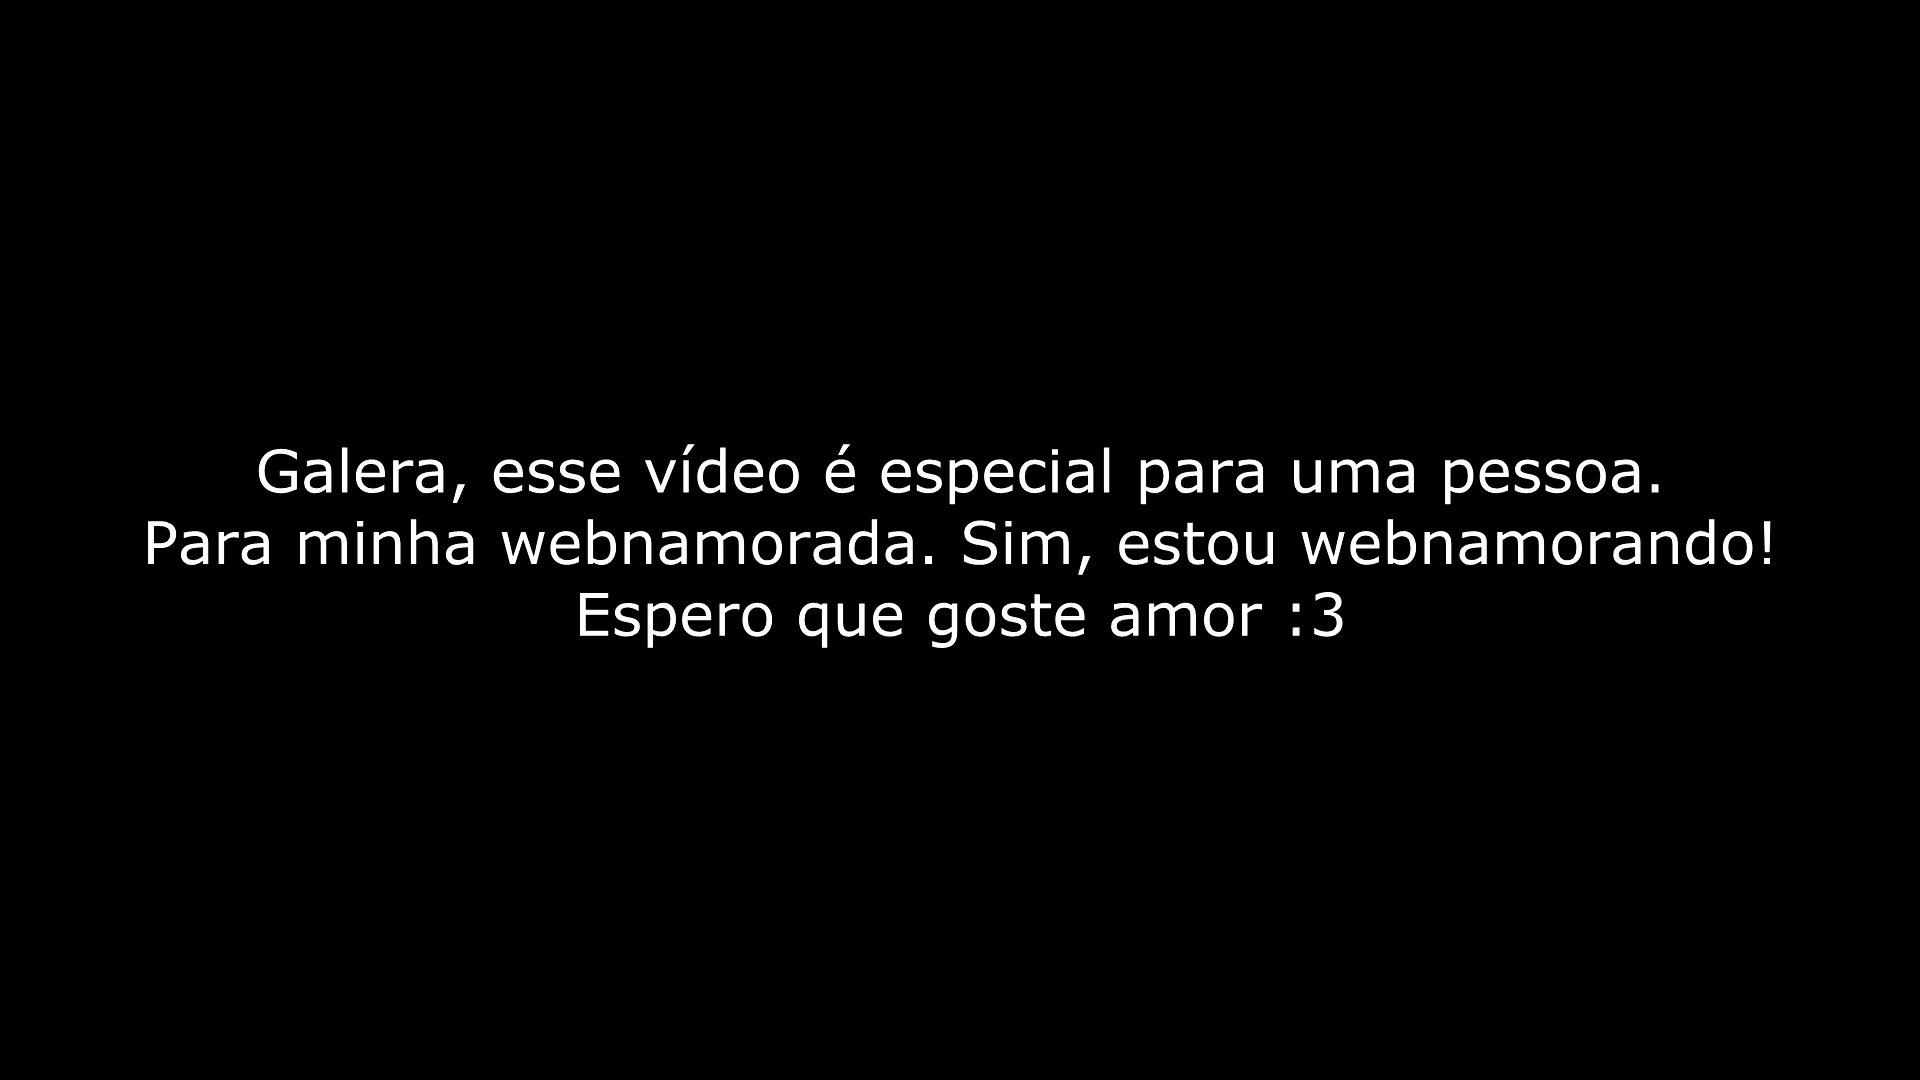 Galera, esse vídeo é especial para uma pessoa.
Para minha webnamorada. Sim, estou webnamorando!
Espero que goste amor :3